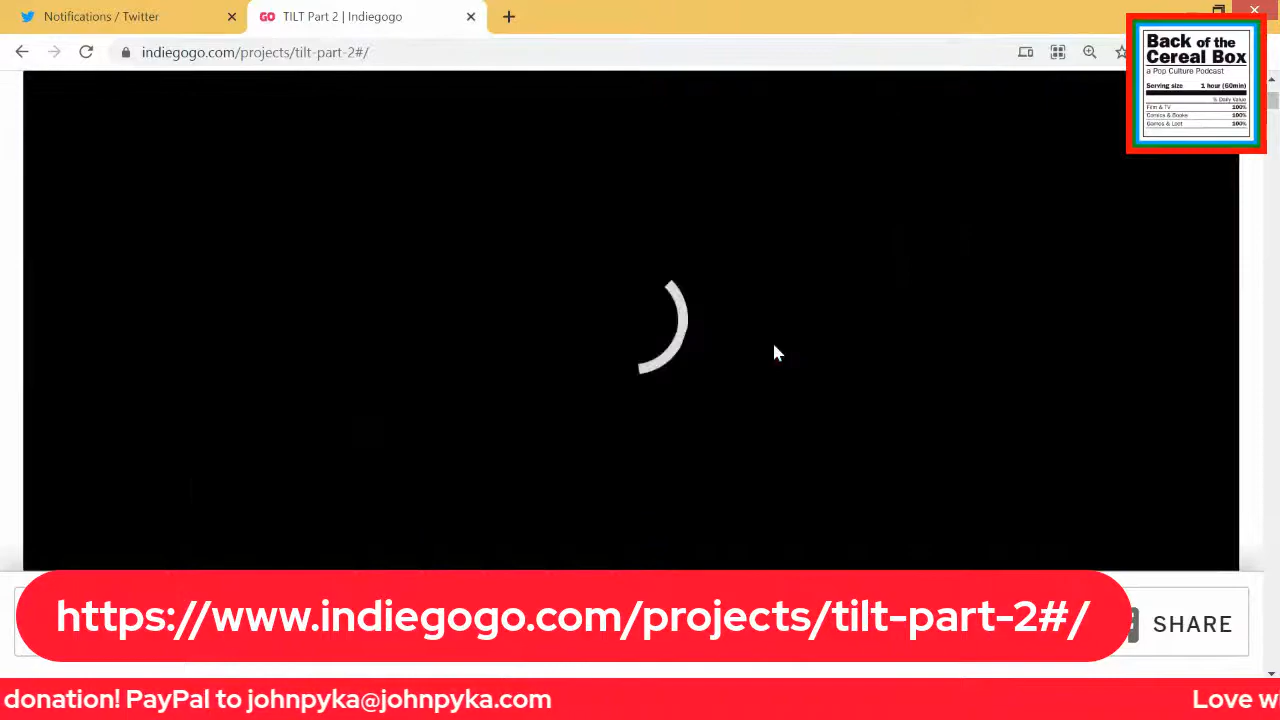 Notifications / Twitter
GO TILT Part 2 | Indiegogo
indiegogo.com/projects/tilt-part-2#/
Back of the
Cereal Box
a Pop Culture Podcast
Serving size 1 hour (60min)
% Daily Value
Film & TV 100%
Comics & Books 100%
Games & Loot 100%
https://www.indiegogo.com/projects/tilt-part-2#/
SHARE
donation! PayPal to johnpyka@johnpyka.com Love w